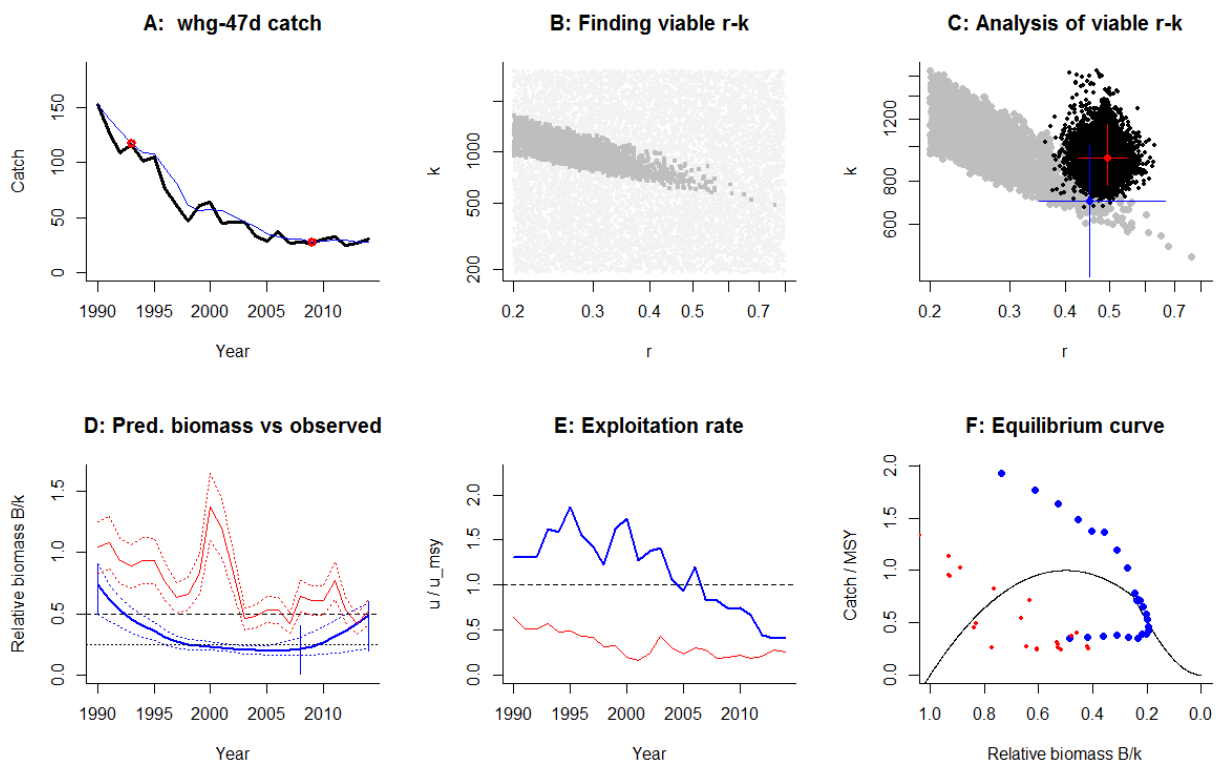 A: whg-47d catch
B: Finding viable r-k
C: Analysis of viable r-k
Catch
0 50 100 150
1990 1995 2000 2005 2010
Year
k
200 500 1000
0.2 0.3 0.4 0.5 0.7
r
k
600 800 1200
0.2 0.3 0.4 0.5 0.7
r
D: Pred. biomass vs observed
E: Exploitation rate
F: Equilibrium curve
Relative biomass B/k
0.0 0.5 1.0 1.5
1990 1995 2000 2005 2010
Year
u / u_msy
0.0 0.5 1.0 1.5 2.0
1990 1995 2000 2005 2010
Year
Catch / MSY
0.0 0.5 1.0 1.5 2.0
1.0 0.8 0.6 0.4 0.2 0.0
Relative biomass B/k